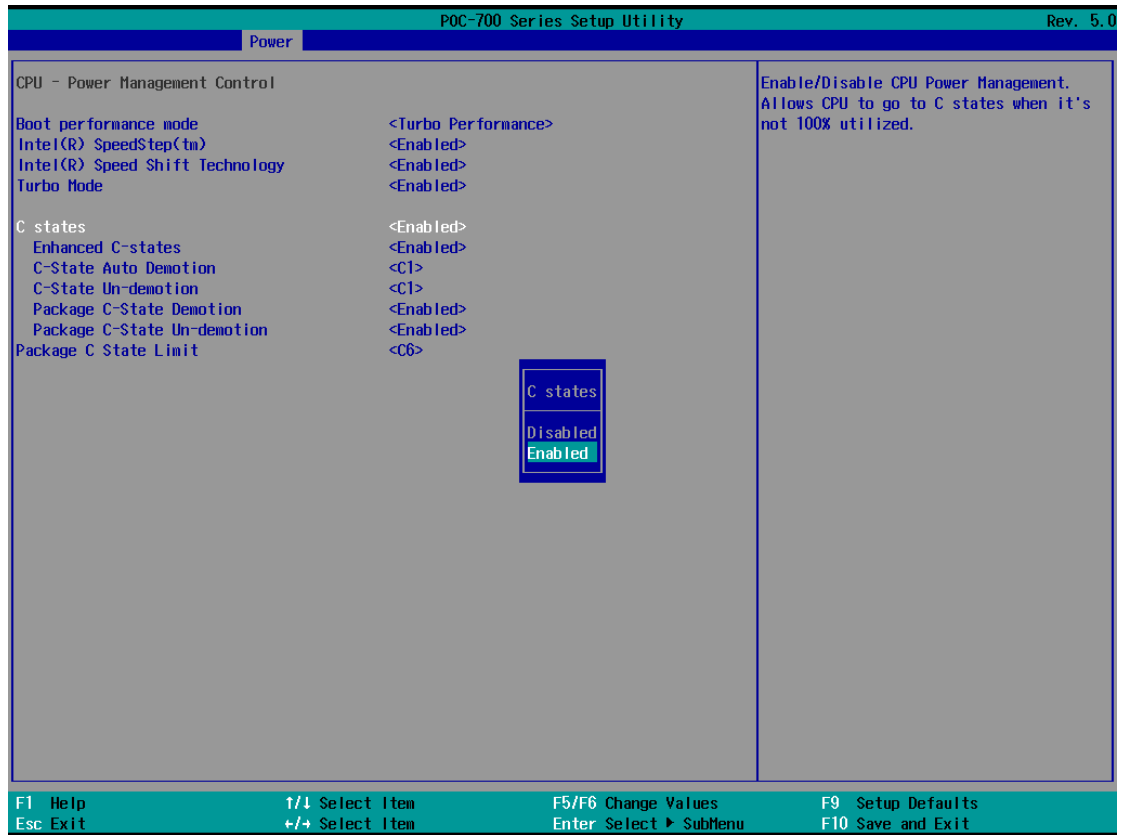 POC-700 Series Setup Utility Rev. 5.0
Power
CPU - Power Management Control
Boot performance mode <Turbo Performance>
Intel(R) SpeedStep(tm) <Enabled>
Intel(R) Speed Shift Technology <Enabled>
Turbo Mode <Enabled>
C states <Enabled>
Enhanced C-states <Enabled>
C-State Auto Demotion <C1>
C-State Un-demotion <C1>
Package C-State Demotion <Enabled>
Package C-State Un-demotion <Enabled>
Package C State Limit <C6>
C states
Disabled
Enabled
Enable/Disable CPU Power Management.
Allows CPU to go to C states when it's
not 100% utilized.
F1 Help ↑/↓ Select Item F5/F6 Change Values F9 Setup Defaults
Esc Exit ←/→ Select Item Enter Select ▶ SubMenu F10 Save and Exit